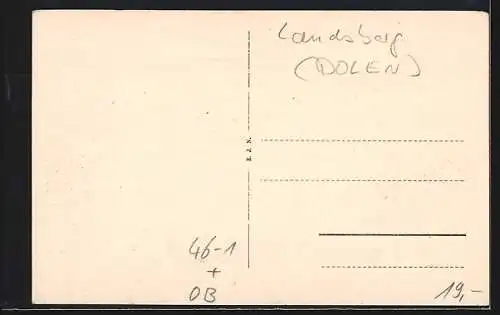 Landsberg
(POLEN)
B. J. N.
46-1
+
OB
19,-